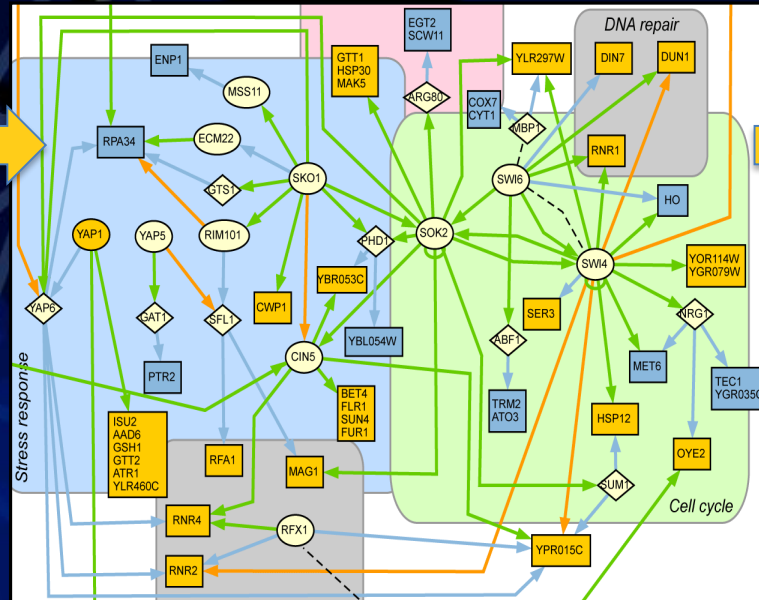 EGT2
SCW11
DNA repair
ENP1
GTT1
HSP30
MAK5
YLR297W
DIN7
DUN1
MSS11
ARG80
COX7
CYT1
MBP1
RPA34
ECM22
RNR1
GTS1
SKO1
SWI6
HO
YAP1
YAP5
RIM101
PHD1
SOK2
SWI4
YOR114W
YGR079W
YBR053C
YAP6
GAT1
SFL1
CWP1
SER3
NRG1
YBL054W
ABF1
CIN5
MET6
PTR2
TEC1
YGR035C
TRM2
ATO3
BET4
FLR1
SUN4
FUR1
HSP12
Stress response
ISU2
AAD6
GSH1
GTT2
ATR1
YLR460C
RFA1
MAG1
OYE2
SUM1
Cell cycle
RNR4
RFX1
YPR015C
RNR2